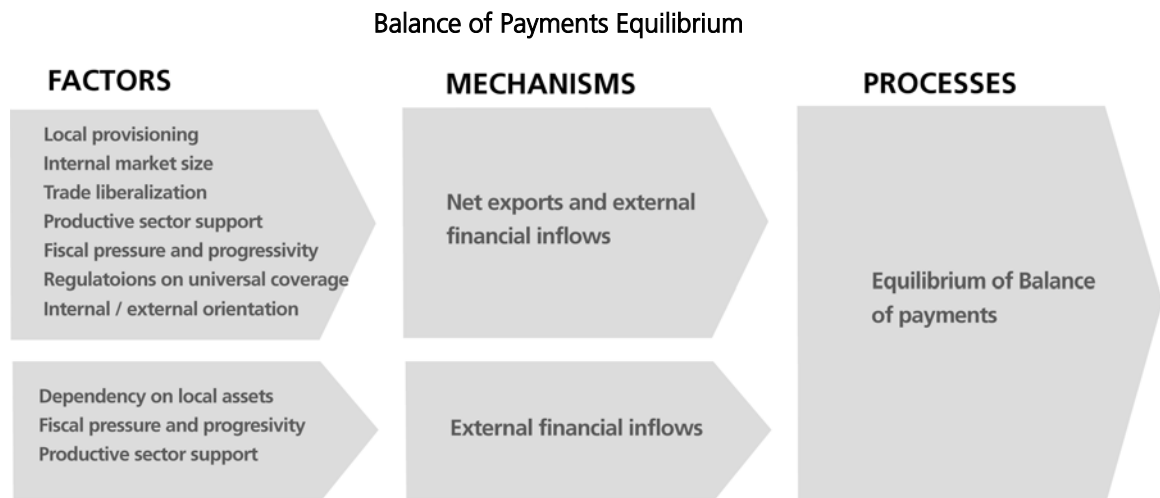 Balance of Payments Equilibrium
FACTORS
Local provisioning
Internal market size
Trade liberalization
Productive sector support
Fiscal pressure and progressivity
Regulatoions on universal coverage
Internal / external orientation
Dependency on local assets
Fiscal pressure and progresivity
Productive sector support
MECHANISMS
Net exports and external
financial inflows
External financial inflows
PROCESSES
Equilibrium of Balance
of payments